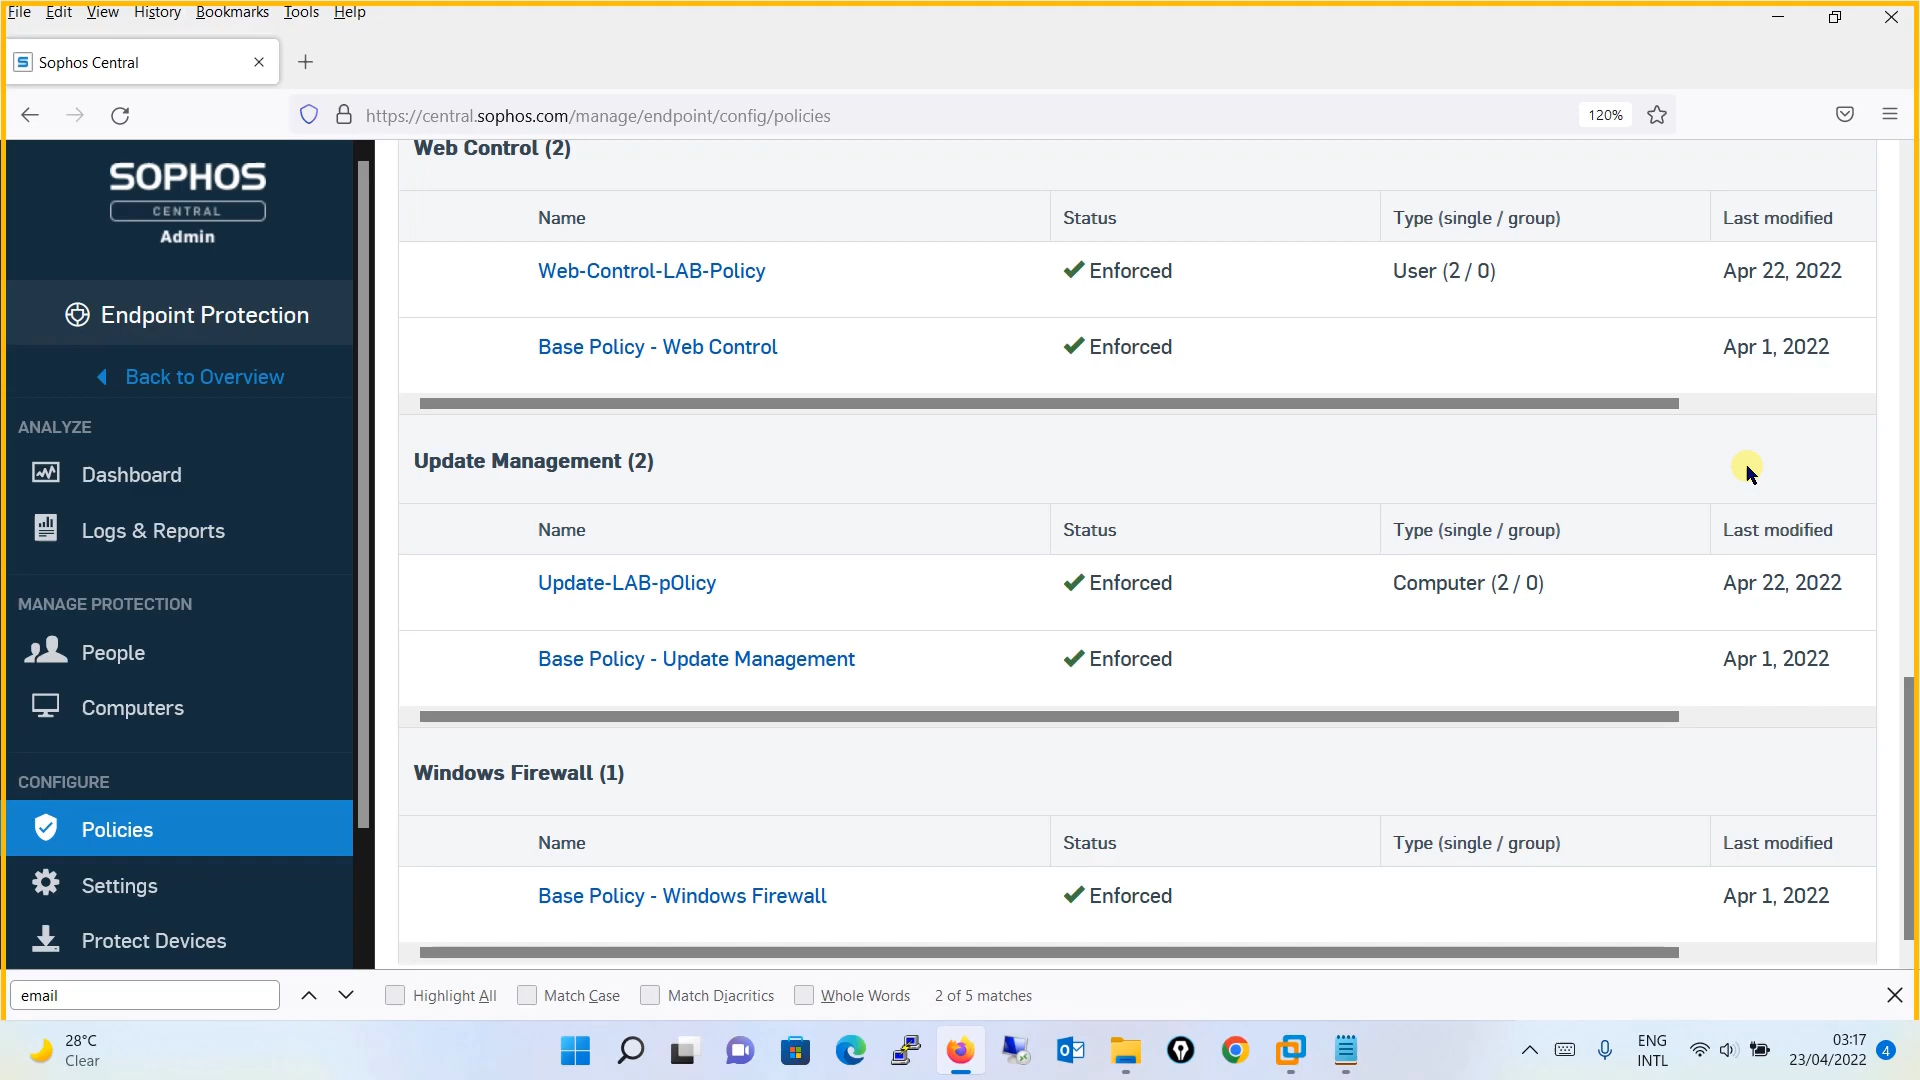 File Edit View History Bookmarks Tools Help
S Sophos Central
https://central.sophos.com/manage/endpoint/config/policies 120%
SOPHOS
CENTRAL
Admin
Endpoint Protection
Back to Overview
ANALYZE
Dashboard
Logs & Reports
MANAGE PROTECTION
People
Computers
CONFIGURE
Policies
Settings
Protect Devices
Web Control (2)
Name Status Type (single / group) Last modified
Web-Control-LAB-Policy Enforced User (2 / 0) Apr 22, 2022
Base Policy - Web Control Enforced Apr 1, 2022
Update Management (2)
Name Status Type (single / group) Last modified
Update-LAB-pOlicy Enforced Computer (2 / 0) Apr 22, 2022
Base Policy - Update Management Enforced Apr 1, 2022
Windows Firewall (1)
Name Status Type (single / group) Last modified
Base Policy - Windows Firewall Enforced Apr 1, 2022
email Highlight All Match Case Match Diacritics Whole Words 2 of 5 matches
28°C
Clear
ENG
INTL
03:17
23/04/2022
4